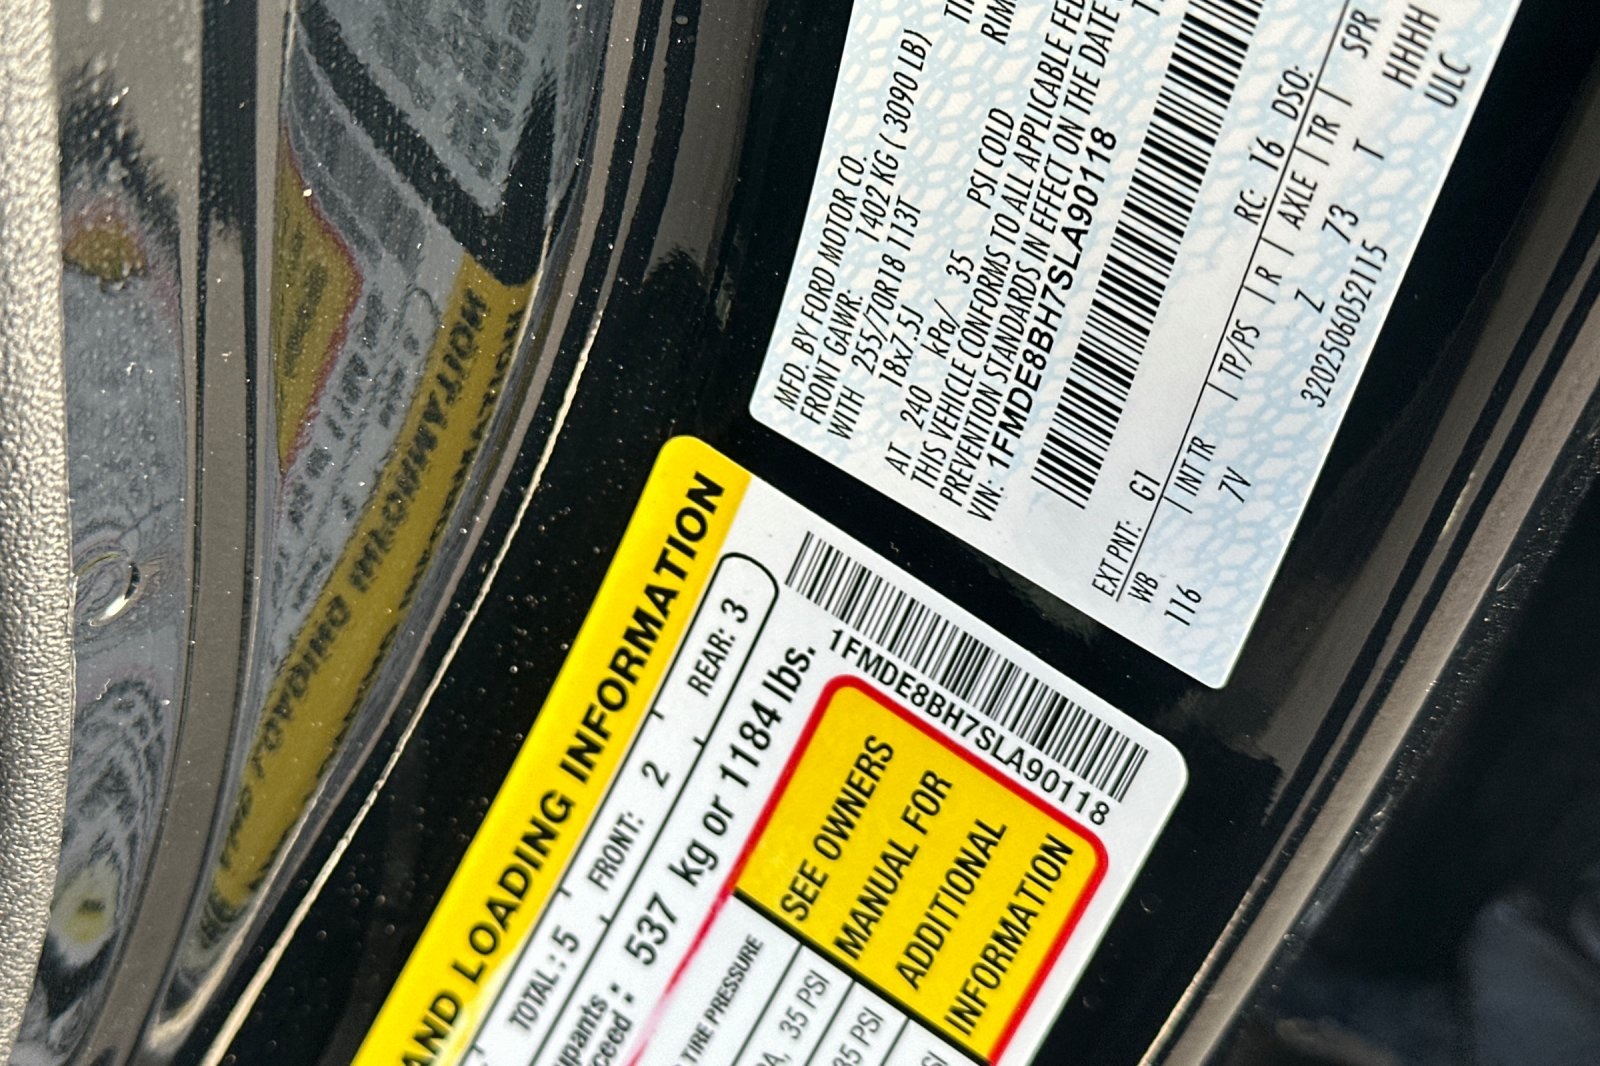 MFD. BY FORD MOTOR CO.
FRONT GAWR: 1402 KG ( 3090 LB)
WITH 255/70R18 113T
18x7.5J
AT 240 kPa/ 35 PSI COLD
THIS VEHICLE CONFORMS TO ALL APPLICABLE FED
PREVENTION STANDARDS IN EFFECT ON THE DATE
VIN: 1FMDE8BH7SLA90118
EXT PNT: G1 RC: 16 DSO:
WB | INT TR | TP/PS | R | AXLE | TR | SPR
116 7V Z 73 T HHHH
3202506052115 ULC
AND LOADING INFORMATION
TOTAL: 5 FRONT: 2 REAR: 3
537 kg or 1184 lbs.
TIRE PRESSURE
35 PSI
35 PSI
1FMDE8BH7SLA90118
SEE OWNERS
MANUAL FOR
ADDITIONAL
INFORMATION